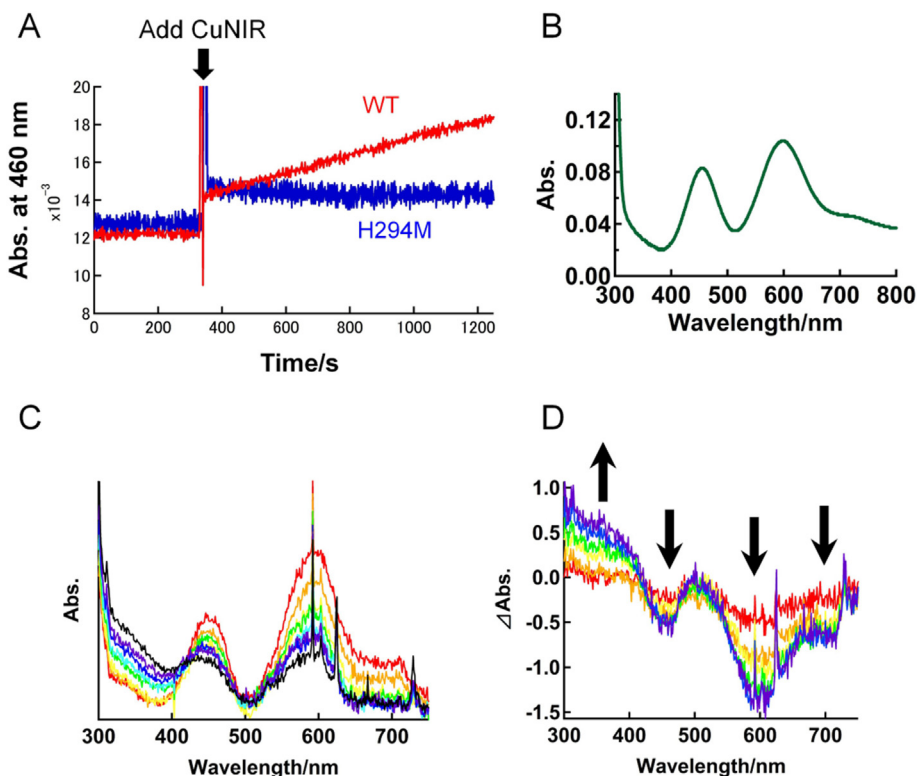 A
Add CuNIR
Abs. at 460 nm
x10⁻³
20
18
16
14
12
10
8
WT
H294M
0
200
400
600
800
1000
1200
Time/s
B
Abs.
0.12
0.08
0.04
0.00
300 400 500 600 700 800
Wavelength/nm
C
Abs.
300 400 500 600 700
Wavelength/nm
D
⊿Abs.
1.0
0.5
0.0
-0.5
-1.0
-1.5
300 400 500 600 700
Wavelength/nm